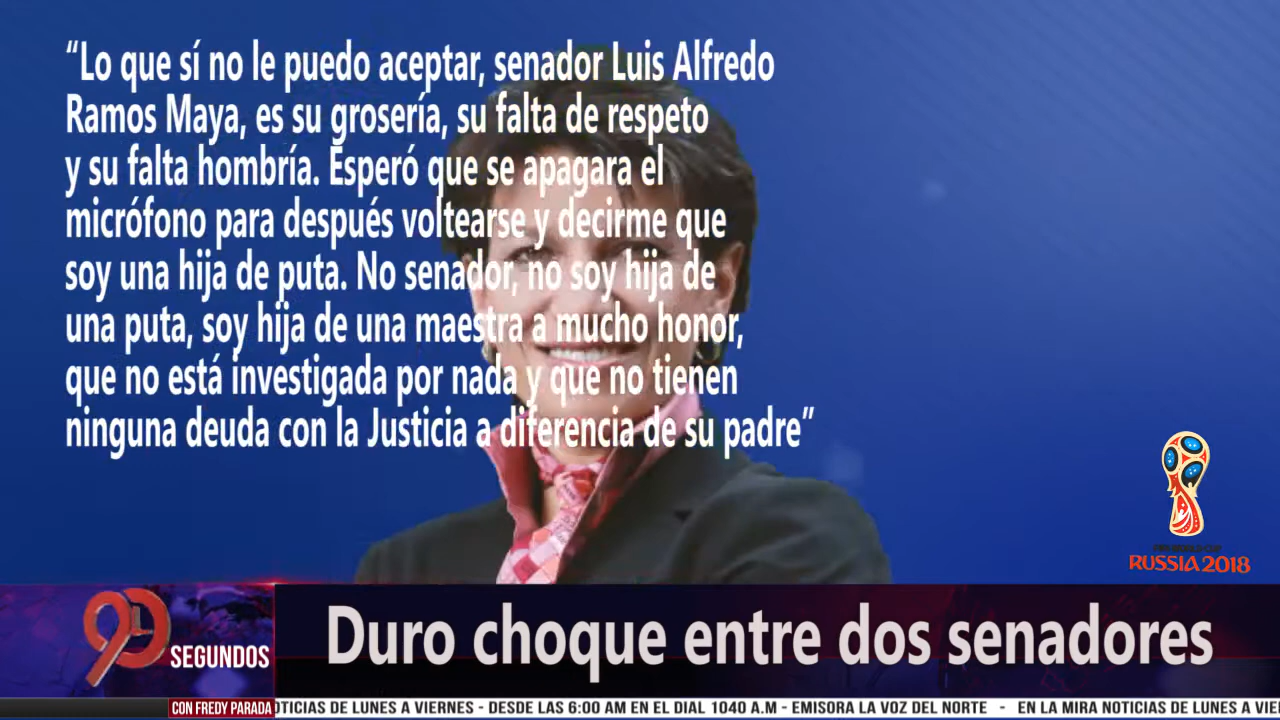 “Lo que sí no le puedo aceptar, senador Luis Alfredo
Ramos Maya, es su grosería, su falta de respeto
y su falta hombría. Esperó que se apagara el
micrófono para después voltearse y decirme que
soy una hija de puta. No senador, no soy hija de
una puta, soy hija de una maestra a mucho honor,
que no está investigada por nada y que no tienen
ninguna deuda con la Justicia a diferencia de su padre”
FIFA WORLD CUP
RUSSIA 2018
90
SEGUNDOS
Duro choque entre dos senadores
CON FREDY PARADA
OTICIAS DE LUNES A VIERNES - DESDE LAS 6:00 AM EN EL DIAL 1040 A.M - EMISORA LA VOZ DEL NORTE - EN LA MIRA NOTICIAS DE LUNES A VIE